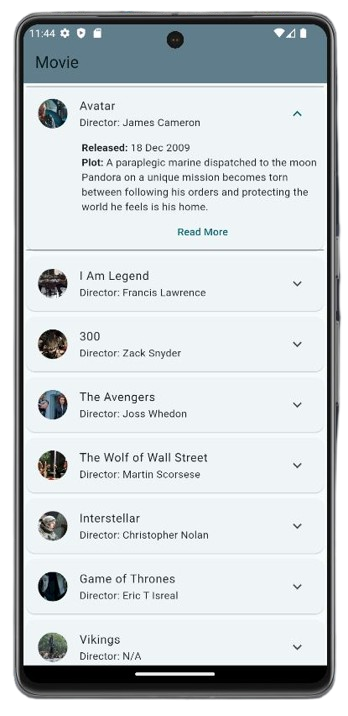 11:44
Movie
Avatar
Director: James Cameron
Released: 18 Dec 2009
Plot: A paraplegic marine dispatched to the moon
Pandora on a unique mission becomes torn
between following his orders and protecting the
world he feels is his home.
Read More
I Am Legend
Director: Francis Lawrence
300
Director: Zack Snyder
The Avengers
Director: Joss Whedon
The Wolf of Wall Street
Director: Martin Scorsese
Interstellar
Director: Christopher Nolan
Game of Thrones
Director: Eric T Isreal
Vikings
Director: N/A